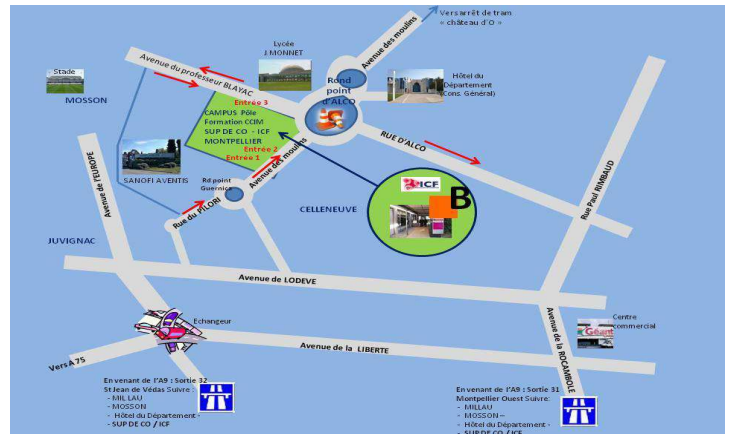 Vers arrêt de tram
« château d'O »
Lycée
J.MONNET
Avenue des moulins
Avenue du professeur BLAYAC
Stade
MOSSON
Rond
point
d'ALCO
Hôtel du
Département
(Cons. Général)
Entrée 3
CAMPUS Pôle
Formation CCIM
SUP DE CO - ICF
MONTPELLIER
Entrée 2
Entrée 1
Avenue des moulins
RUE D'ALCO
Rue Paul RIMBAUD
SANOFI AVENTIS
Rd point
Guernica
Avenue de l'EUROPE
Rue du PILORI
CELLENEUVE
ICF
B
JUVIGNAC
Avenue de LODEVE
Echangeur
Avenue de la LIBERTE
Avenue de la ROCAMBOLE
Géant
Centre
commercial
Vers A 75
En venant de l'A9 : Sortie 32
St Jean de Védas Suivre :
- MILLAU
- MOSSON
- Hôtel du Département -
- SUP DE CO / ICF
En venant de l'A9 : Sortie 31
Montpellier Ouest Suivre:
- MILLAU
- MOSSON –
- Hôtel du Département -
- SUP DE CO / ICF